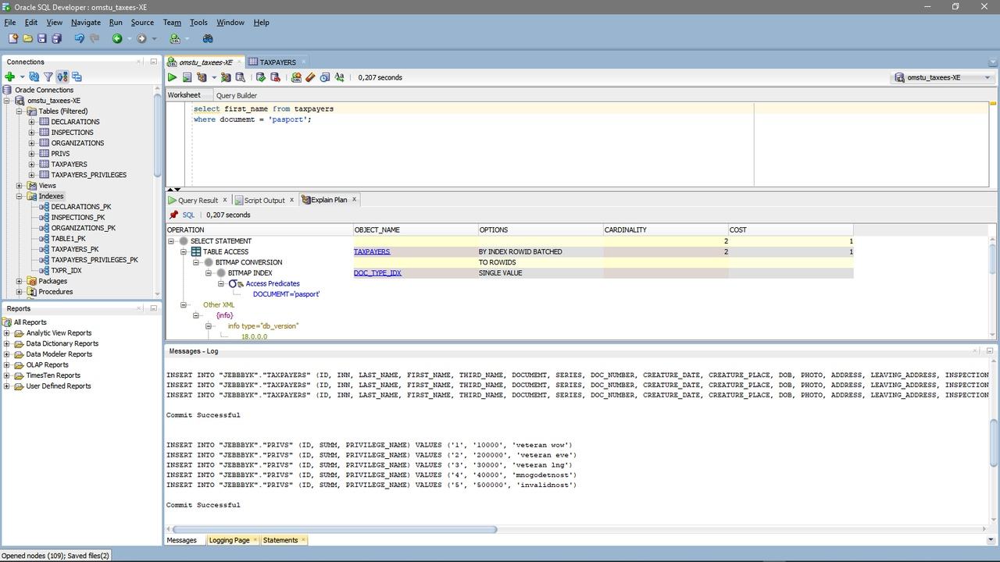 Oracle SQL Developer : omstu_taxees-XE
File Edit View Navigate Run Source Team Tools Window Help
Connections
Oracle Connections
omstu_taxees-XE
Tables (Filtered)
DECLARATIONS
INSPECTIONS
ORGANIZATIONS
PRIVS
TAXPAYERS
TAXPAYERS_PRIVILEGES
Views
Indexes
DECLARATIONS_PK
INSPECTIONS_PK
ORGANIZATIONS_PK
TABLE1_PK
TAXPAYERS_PK
TAXPAYERS_PRIVILEGES_PK
TXPR_IDX
Packages
Procedures
Reports
All Reports
Analytic View Reports
Data Dictionary Reports
Data Modeler Reports
OLAP Reports
TimesTen Reports
User Defined Reports
omstu_taxees-XE TAXPAYERS
0,207 seconds omstu_taxees-XE
Worksheet Query Builder
select first_name from taxpayers
where documemt = 'pasport';
Query Result Script Output Explain Plan
SQL | 0,207 seconds
OPERATION OBJECT_NAME OPTIONS CARDINALITY COST
SELECT STATEMENT 2 1
TABLE ACCESS TAXPAYERS BY INDEX ROWID BATCHED 2 1
BITMAP CONVERSION TO ROWIDS
BITMAP INDEX DOC_TYPE_IDX SINGLE VALUE
Access Predicates
DOCUMEMT='pasport'
Other XML
{info}
info type="db_version"
18.0.0.0
Messages - Log
INSERT INTO "JEBBBYK"."TAXPAYERS" (ID, INN, LAST_NAME, FIRST_NAME, THIRD_NAME, DOCUMEMT, SERIES, DOC_NUMBER, CREATURE_DATE, CREATURE_PLACE, DOB, PHOTO, ADDRESS, LEAVING_ADDRESS, INSPECTION
INSERT INTO "JEBBBYK"."TAXPAYERS" (ID, INN, LAST_NAME, FIRST_NAME, THIRD_NAME, DOCUMEMT, SERIES, DOC_NUMBER, CREATURE_DATE, CREATURE_PLACE, DOB, PHOTO, ADDRESS, LEAVING_ADDRESS, INSPECTION
INSERT INTO "JEBBBYK"."TAXPAYERS" (ID, INN, LAST_NAME, FIRST_NAME, THIRD_NAME, DOCUMEMT, SERIES, DOC_NUMBER, CREATURE_DATE, CREATURE_PLACE, DOB, PHOTO, ADDRESS, LEAVING_ADDRESS, INSPECTION
Commit Successful
INSERT INTO "JEBBBYK"."PRIVS" (ID, SUMM, PRIVILEGE_NAME) VALUES ('1', '10000', 'veteran wow')
INSERT INTO "JEBBBYK"."PRIVS" (ID, SUMM, PRIVILEGE_NAME) VALUES ('2', '200000', 'veteran eve')
INSERT INTO "JEBBBYK"."PRIVS" (ID, SUMM, PRIVILEGE_NAME) VALUES ('3', '30000', 'veteran lng')
INSERT INTO "JEBBBYK"."PRIVS" (ID, SUMM, PRIVILEGE_NAME) VALUES ('4', '40000', 'mnogodetnost')
INSERT INTO "JEBBBYK"."PRIVS" (ID, SUMM, PRIVILEGE_NAME) VALUES ('5', '500000', 'invalidnost')
Commit Successful
Messages Logging Page Statements
Opened nodes (109); Saved files(2)